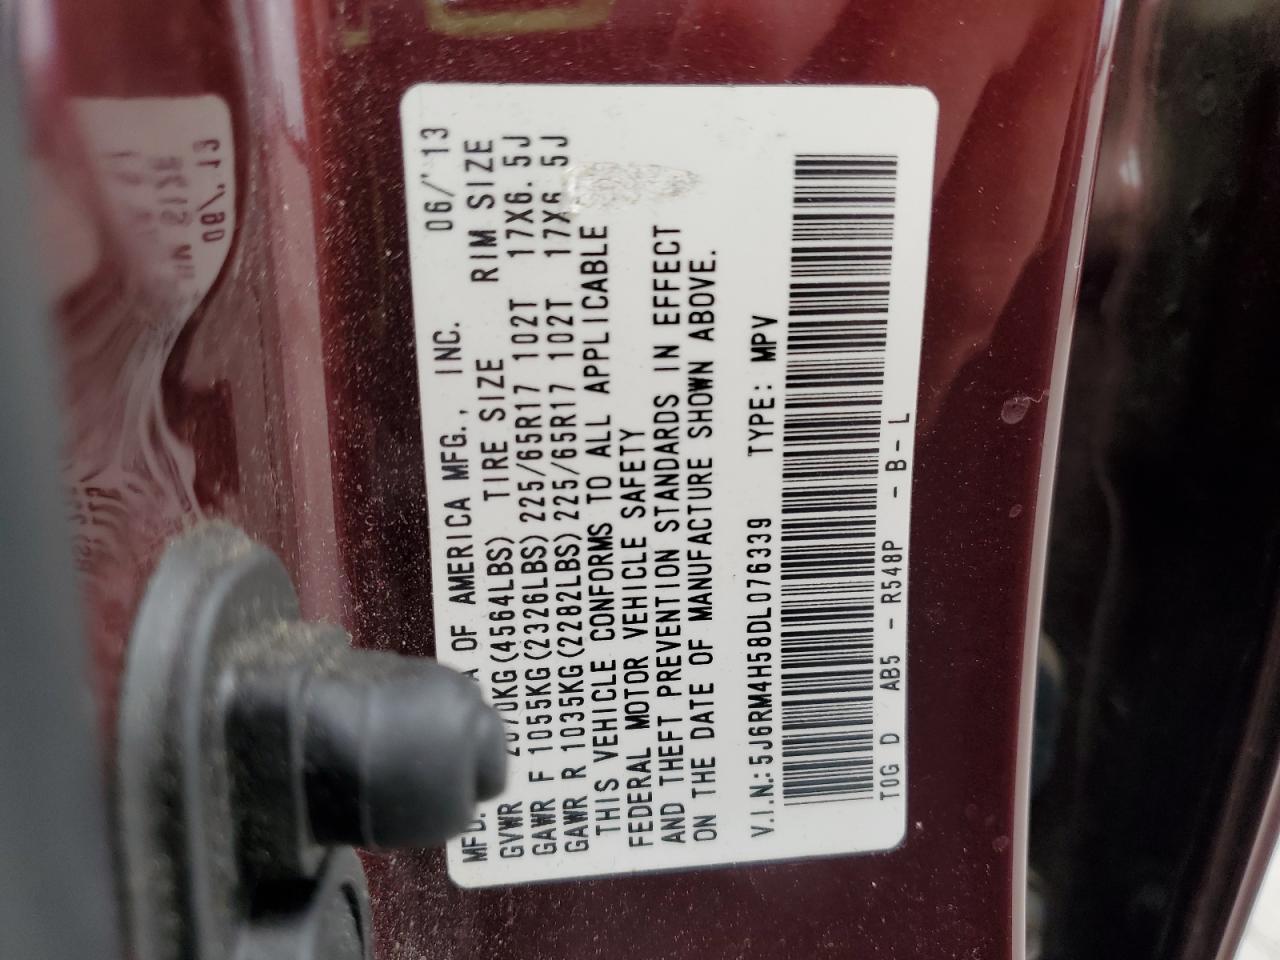 MFD. A OF AMERICA MFG., INC. 06/'13
GVWR 2070KG(4564LBS) TIRE SIZE RIM SIZE
GAWR F 1055KG(2326LBS) 225/65R17 102T 17X6.5J
GAWR R 1035KG(2282LBS) 225/65R17 102T 17X6.5J
THIS VEHICLE CONFORMS TO ALL APPLICABLE
FEDERAL MOTOR VEHICLE SAFETY
AND THEFT PREVENTION STANDARDS IN EFFECT
ON THE DATE OF MANUFACTURE SHOWN ABOVE.
V.I.N.:5J6RM4H58DL076339 TYPE: MPV
T0G D AB5 - R548P -B-L